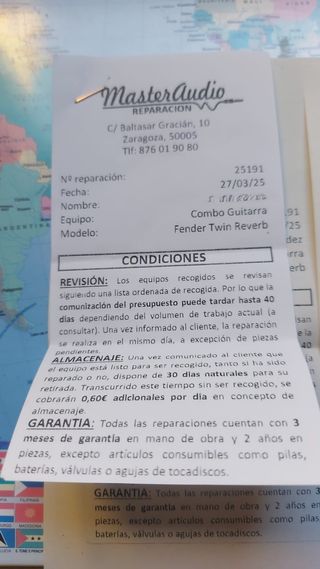 MasterAudio
REPARACION
C/ Baltasar Gracián, 10
Zaragoza, 50005
Tlf: 876 01 90 80
Nº reparación: 25191
Fecha: 27/03/25
Nombre:
Equipo: Combo Guitarra
Modelo: Fender Twin Reverb
CONDICIONES
REVISIÓN: Los equipos recogidos se revisan
siguiendo una lista ordenada de recogida. Por lo que la
comunización del presupuesto puede tardar hasta 40
días dependiendo del volumen de trabajo actual (a
consultar). Una vez informado al cliente, la reparación
se realiza en el mismo día, a excepción de piezas
pendientes.
ALMACENAJE: Una vez comunicado al cliente que
el equipo está listo para ser recogido, tanto si ha sido
reparado o no, dispone de 30 días naturales para su
retirada. Transcurrido este tiempo sin ser recogido, se
cobrarán 0,60€ adicionales por día en concepto de
almacenaje.
GARANTIA: Todas las reparaciones cuentan con 3
meses de garantía en mano de obra y 2 años en
piezas, excepto artículos consumibles como pilas,
baterías, válvulas o agujas de tocadiscos.
GARANTÍA: Todas las reparaciones cuentan con 3
meses de garantía en mano de obra y 2 años en
piezas, excepto artículos consumibles como pilas,
baterías, válvulas o agujas de tocadiscos.